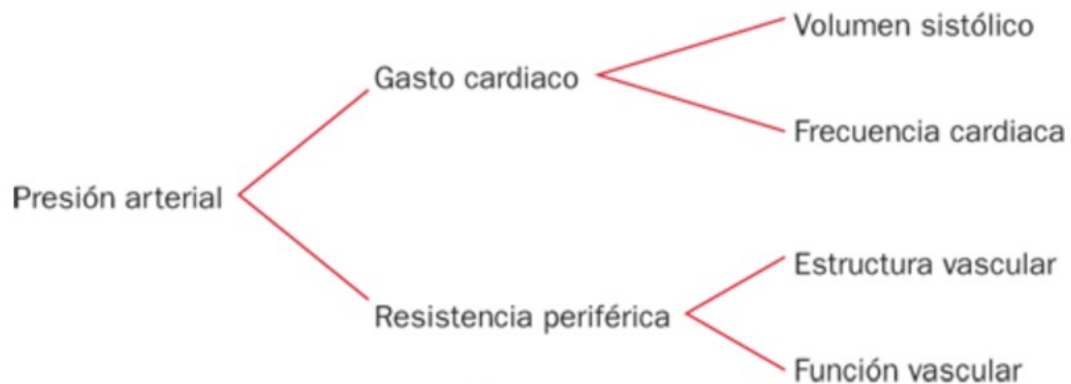 Presión arterial
Gasto cardiaco
Volumen sistólico
Frecuencia cardiaca
Resistencia periférica
Estructura vascular
Función vascular